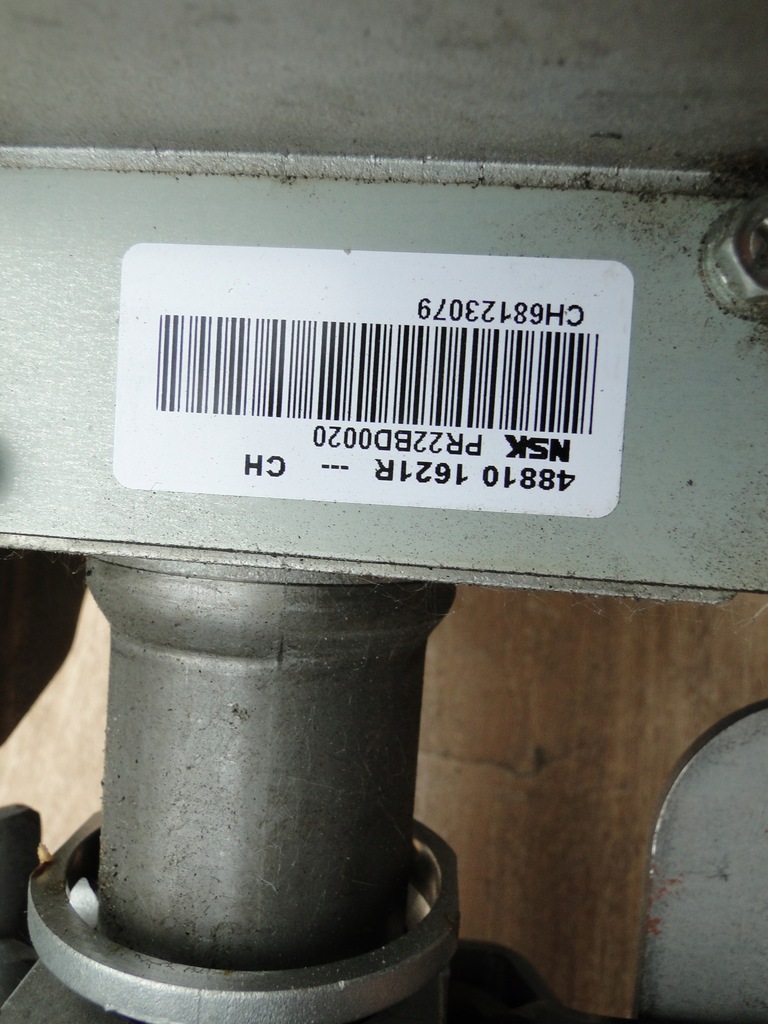 48810 1621R --- CH
NSK PR22BD0020
CH68123079